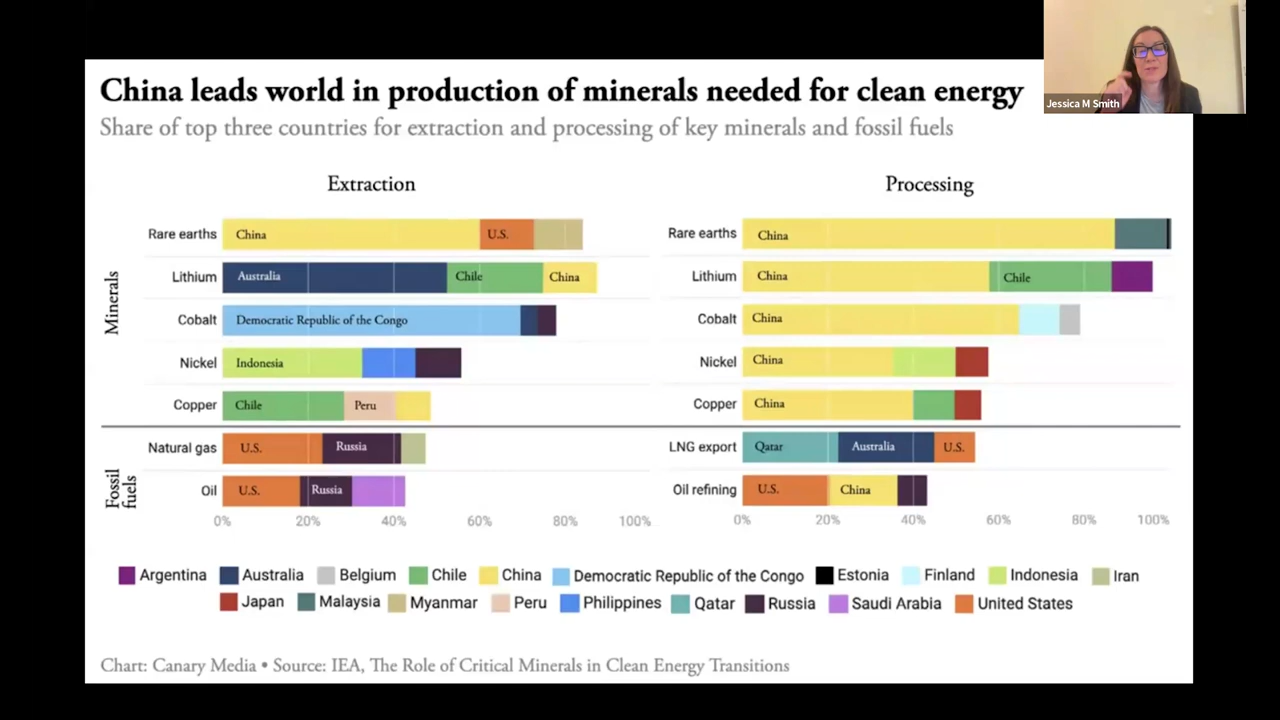 China leads world in production of minerals needed for clean energy
Jessica M Smith
Share of top three countries for extraction and processing of key minerals and fossil fuels
Extraction
Processing
Minerals
Rare earths
China
U.S.
Lithium
Australia
Chile
China
Cobalt
Democratic Republic of the Congo
Nickel
Indonesia
Copper
Chile
Peru
Fossil
fuels
Natural gas
U.S.
Russia
Oil
U.S.
Russia
0% 20% 40% 60% 80% 100%
Rare earths
China
Lithium
China
Chile
Cobalt
China
Nickel
China
Copper
China
LNG export
Qatar
Australia
U.S.
Oil refining
U.S.
China
0% 20% 40% 60% 80% 100%
Argentina Australia Belgium Chile China Democratic Republic of the Congo Estonia Finland Indonesia Iran
Japan Malaysia Myanmar Peru Philippines Qatar Russia Saudi Arabia United States
Chart: Canary Media • Source: IEA, The Role of Critical Minerals in Clean Energy Transitions